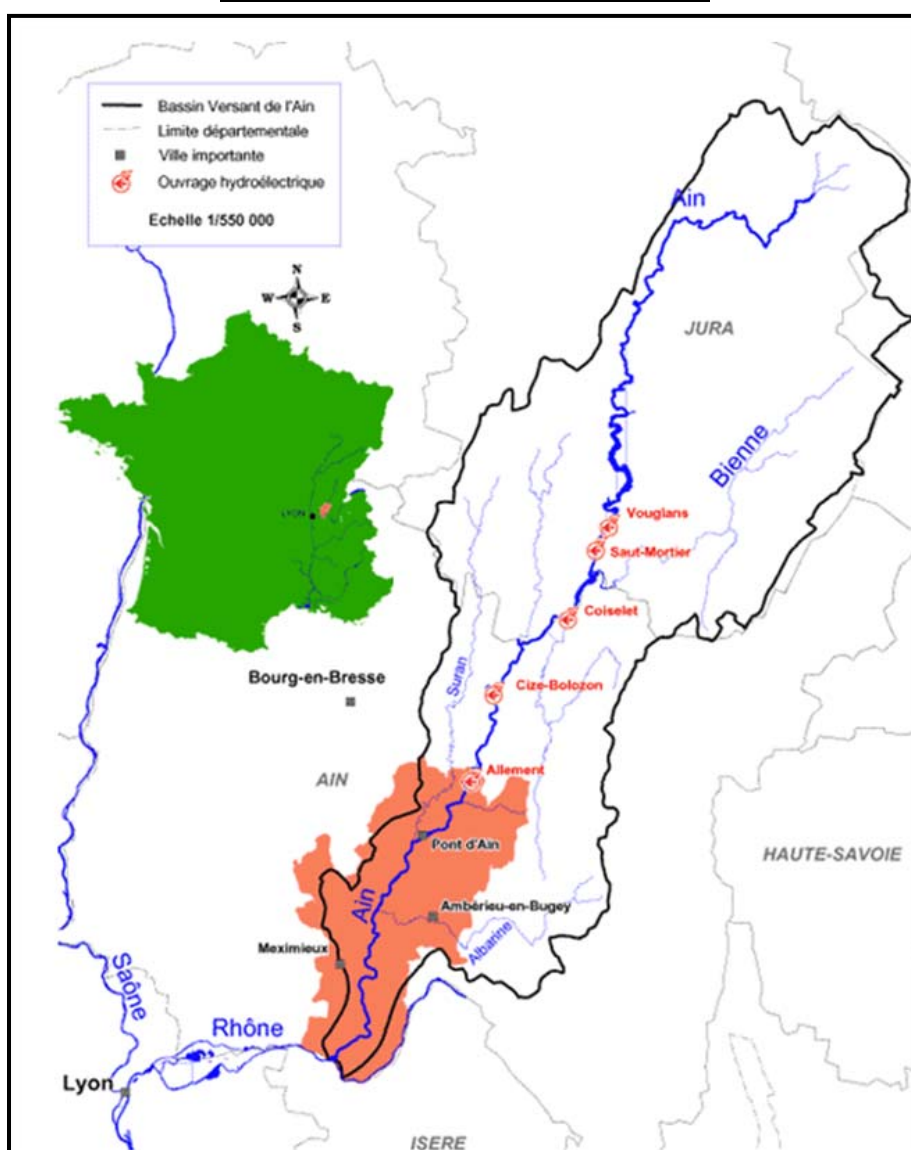 Bassin Versant de l'Ain
Limite départementale
Ville importante
Ouvrage hydroélectrique
Echelle 1/550 000
N
W E
S
Ain
JURA
Bienne
Vouglans
Saut-Mortier
LYON
Coiselet
Suran
Bourg-en-Bresse
Cize-Bolozon
AIN
Allement
Pont d'Ain
HAUTE-SAVOIE
Ain
Ambérieu-en-Bugey
Albarine
Meximieux
Saône
Rhône
Lyon
ISERE